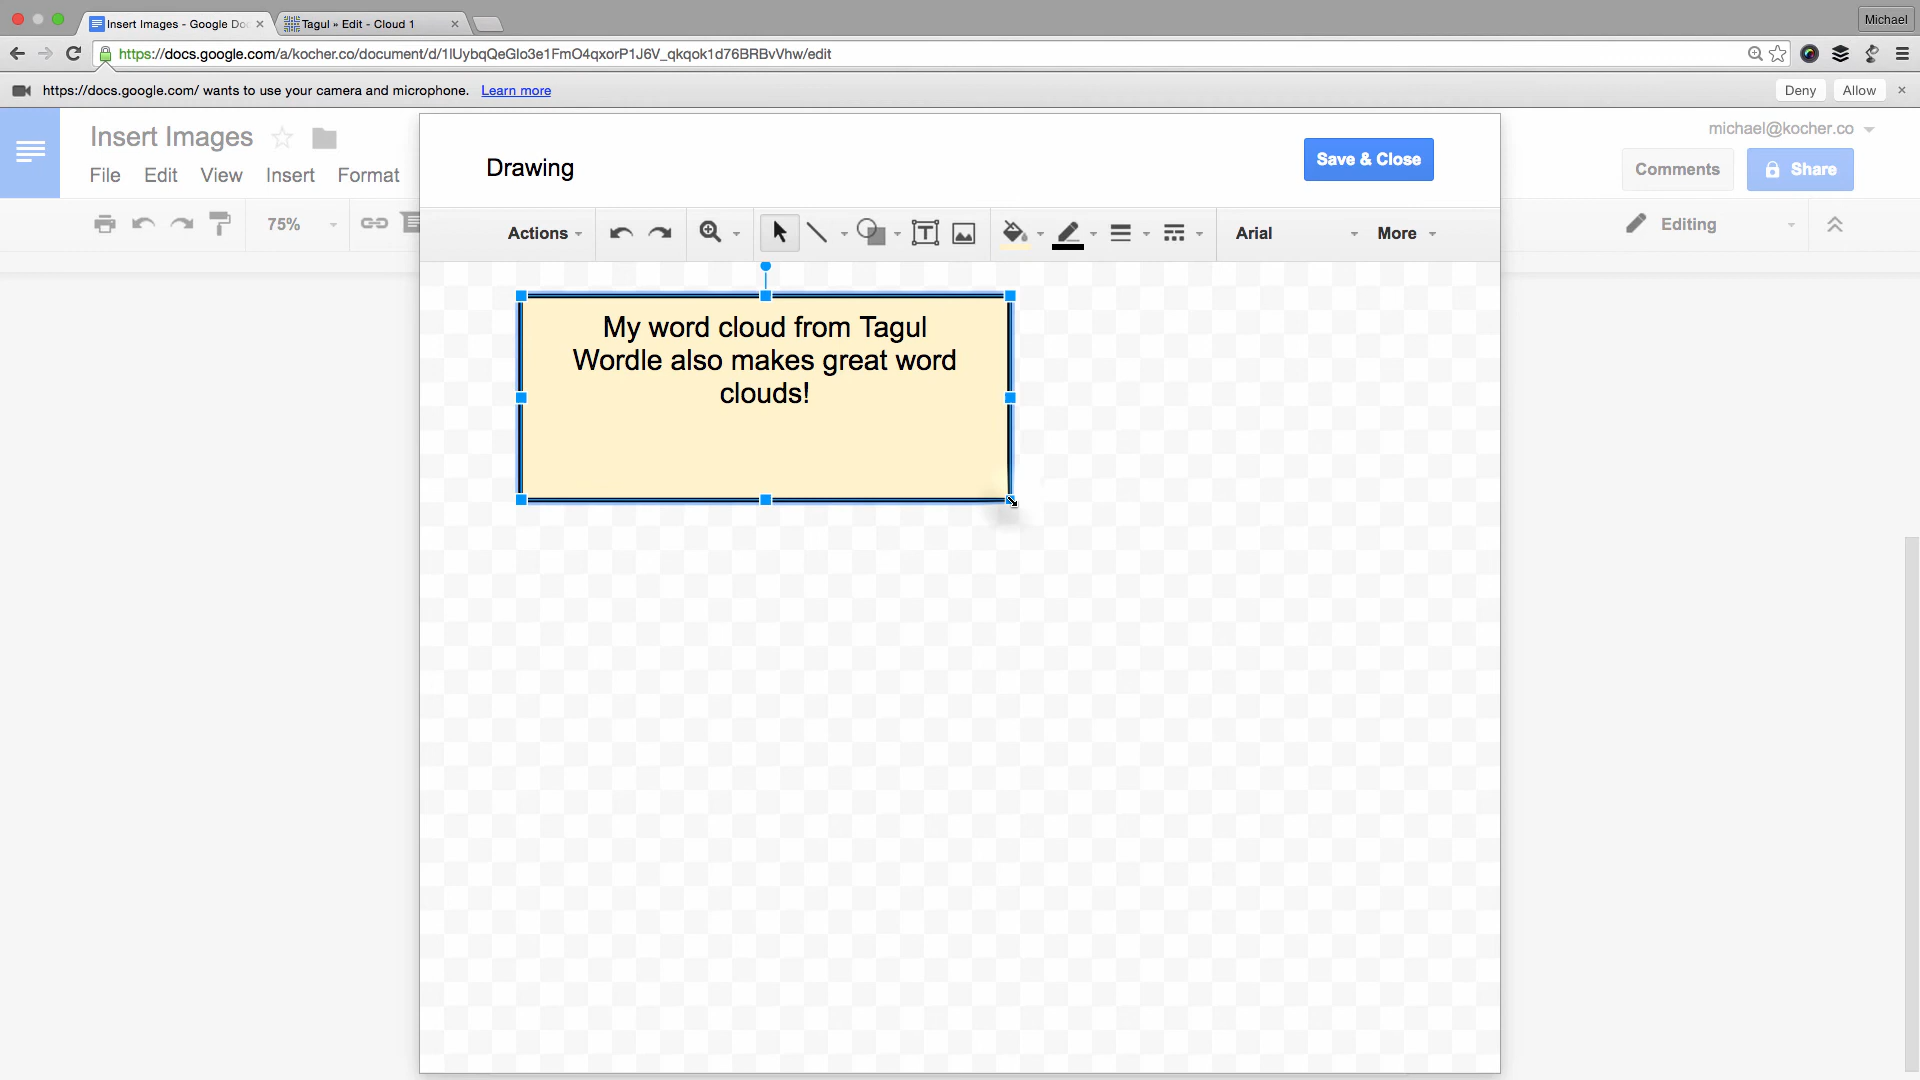 Insert Images - Google Do
Tagul » Edit - Cloud 1
Michael
https://docs.google.com/a/kocher.co/document/d/1lUybqQeGlo3e1FmO4qxorP1J6V_qkqok1d76BRBvVhw/edit
https://docs.google.com/ wants to use your camera and microphone. Learn more
Deny
Allow
Insert Images
michael@kocher.co
File Edit View Insert Format
Comments
Share
75%
Editing
Drawing
Save & Close
Actions
Arial
More
My word cloud from Tagul
Wordle also makes great word
clouds!